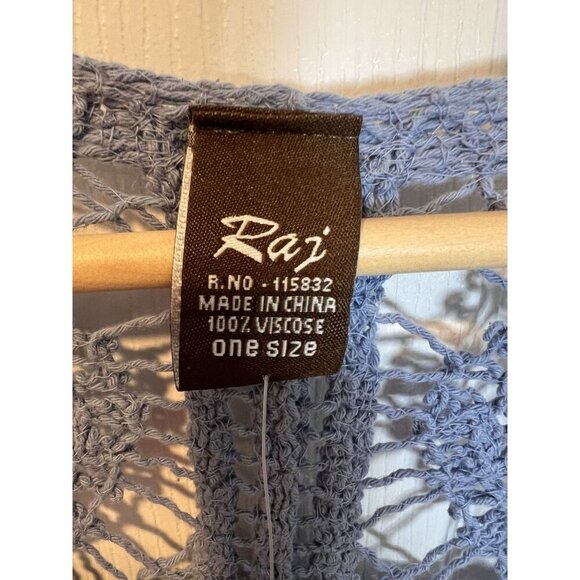 Raj
R.NO - 115832
MADE IN CHINA
100% VISCOSE
one size